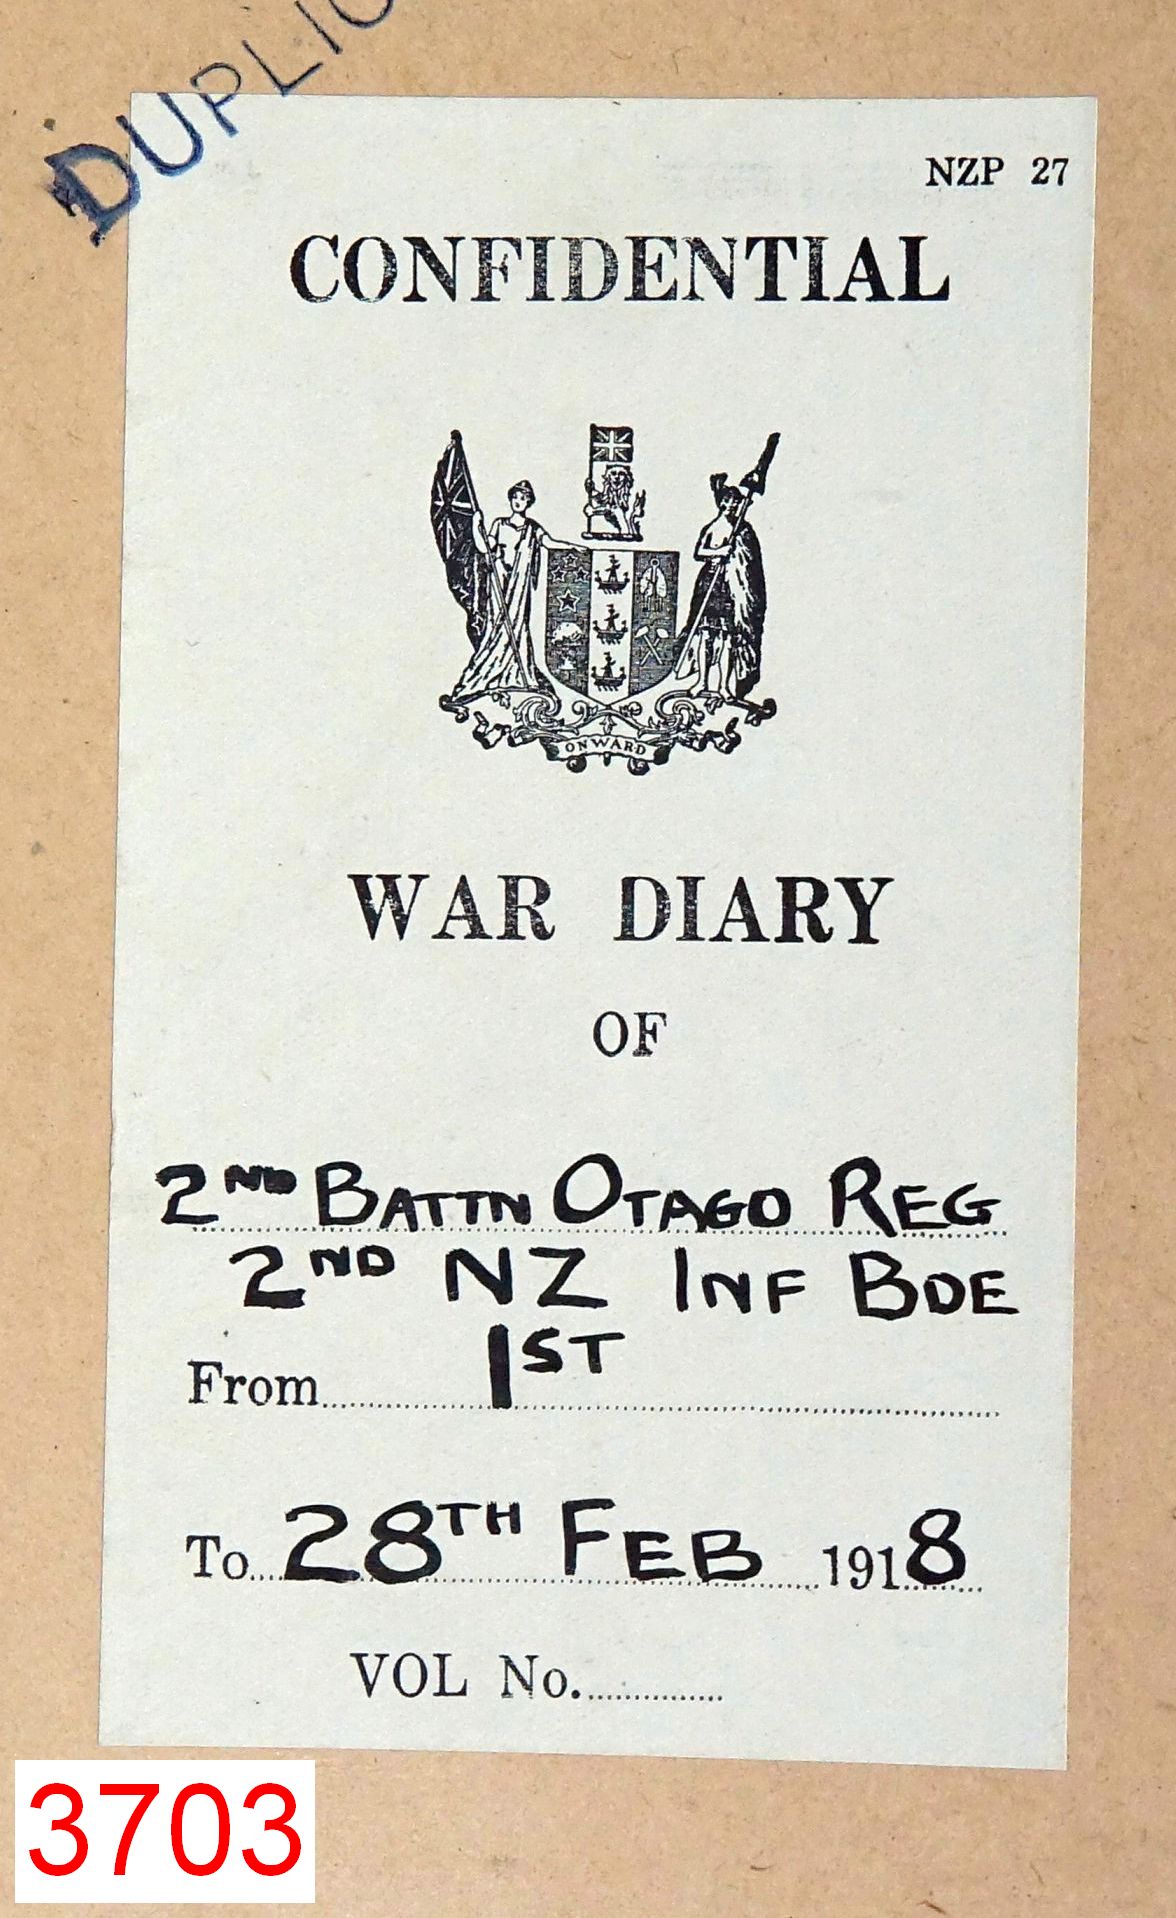 DUPLIC
NZP 27
CONFIDENTIAL
ONWARD
WAR DIARY
OF
2ND BATTN OTAGO REG
2ND NZ INF BDE
From 1ST
To 28TH FEB 1918
VOL No.
3703